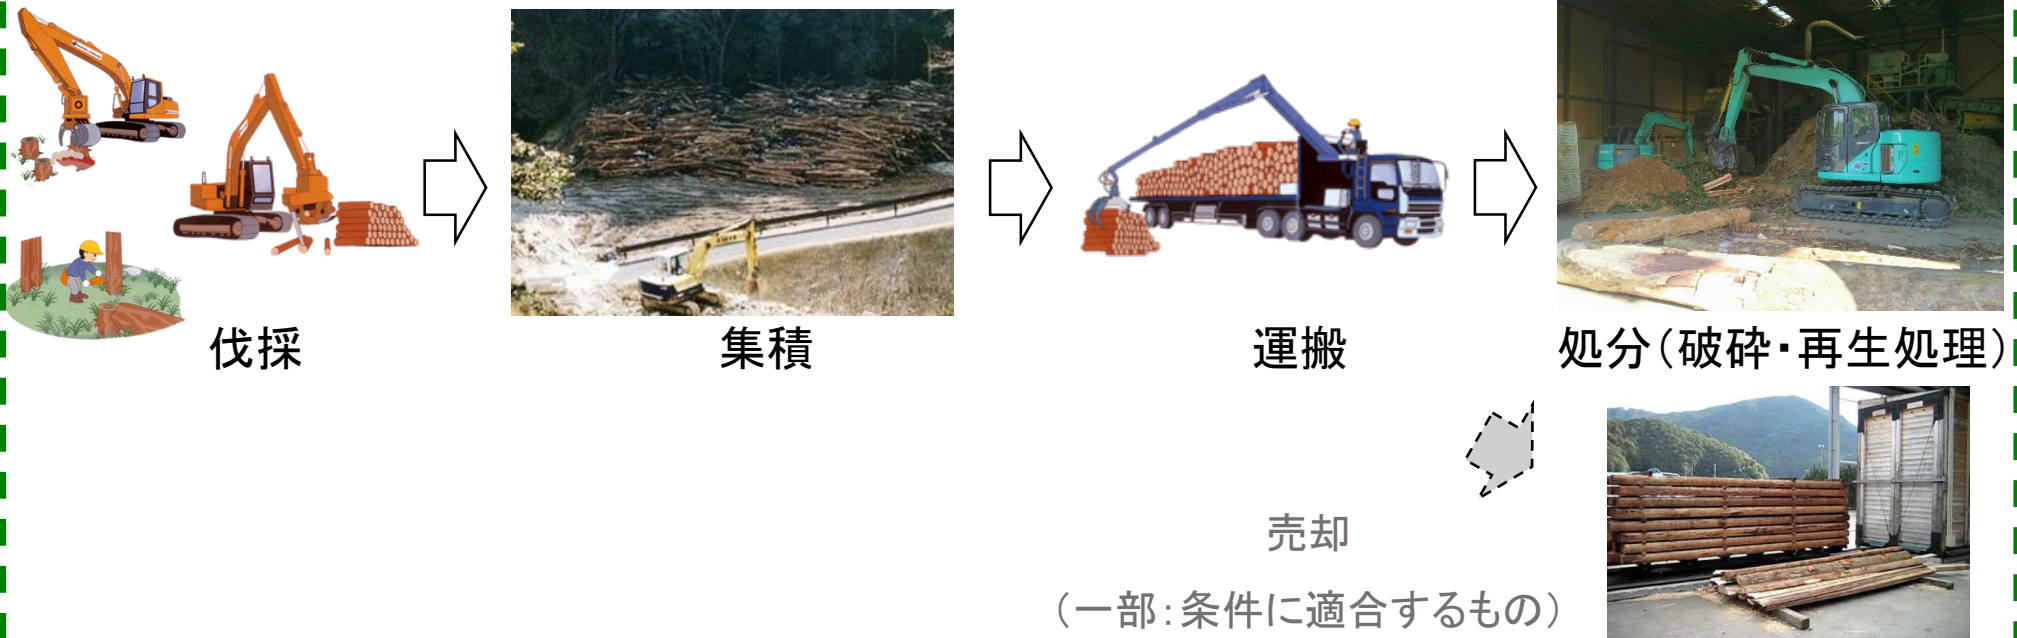 伐採
集積
運搬
処分（破砕・再生処理）
売却
（一部：条件に適合するもの）